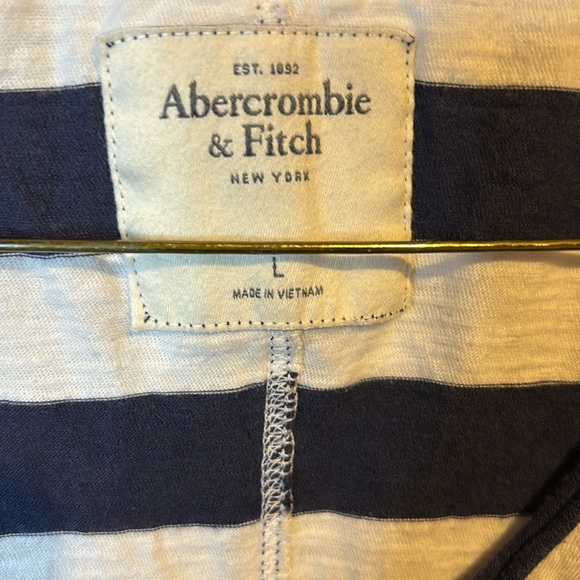 EST. 1892
Abercrombie
& Fitch
NEW YORK
L
MADE IN VIETNAM